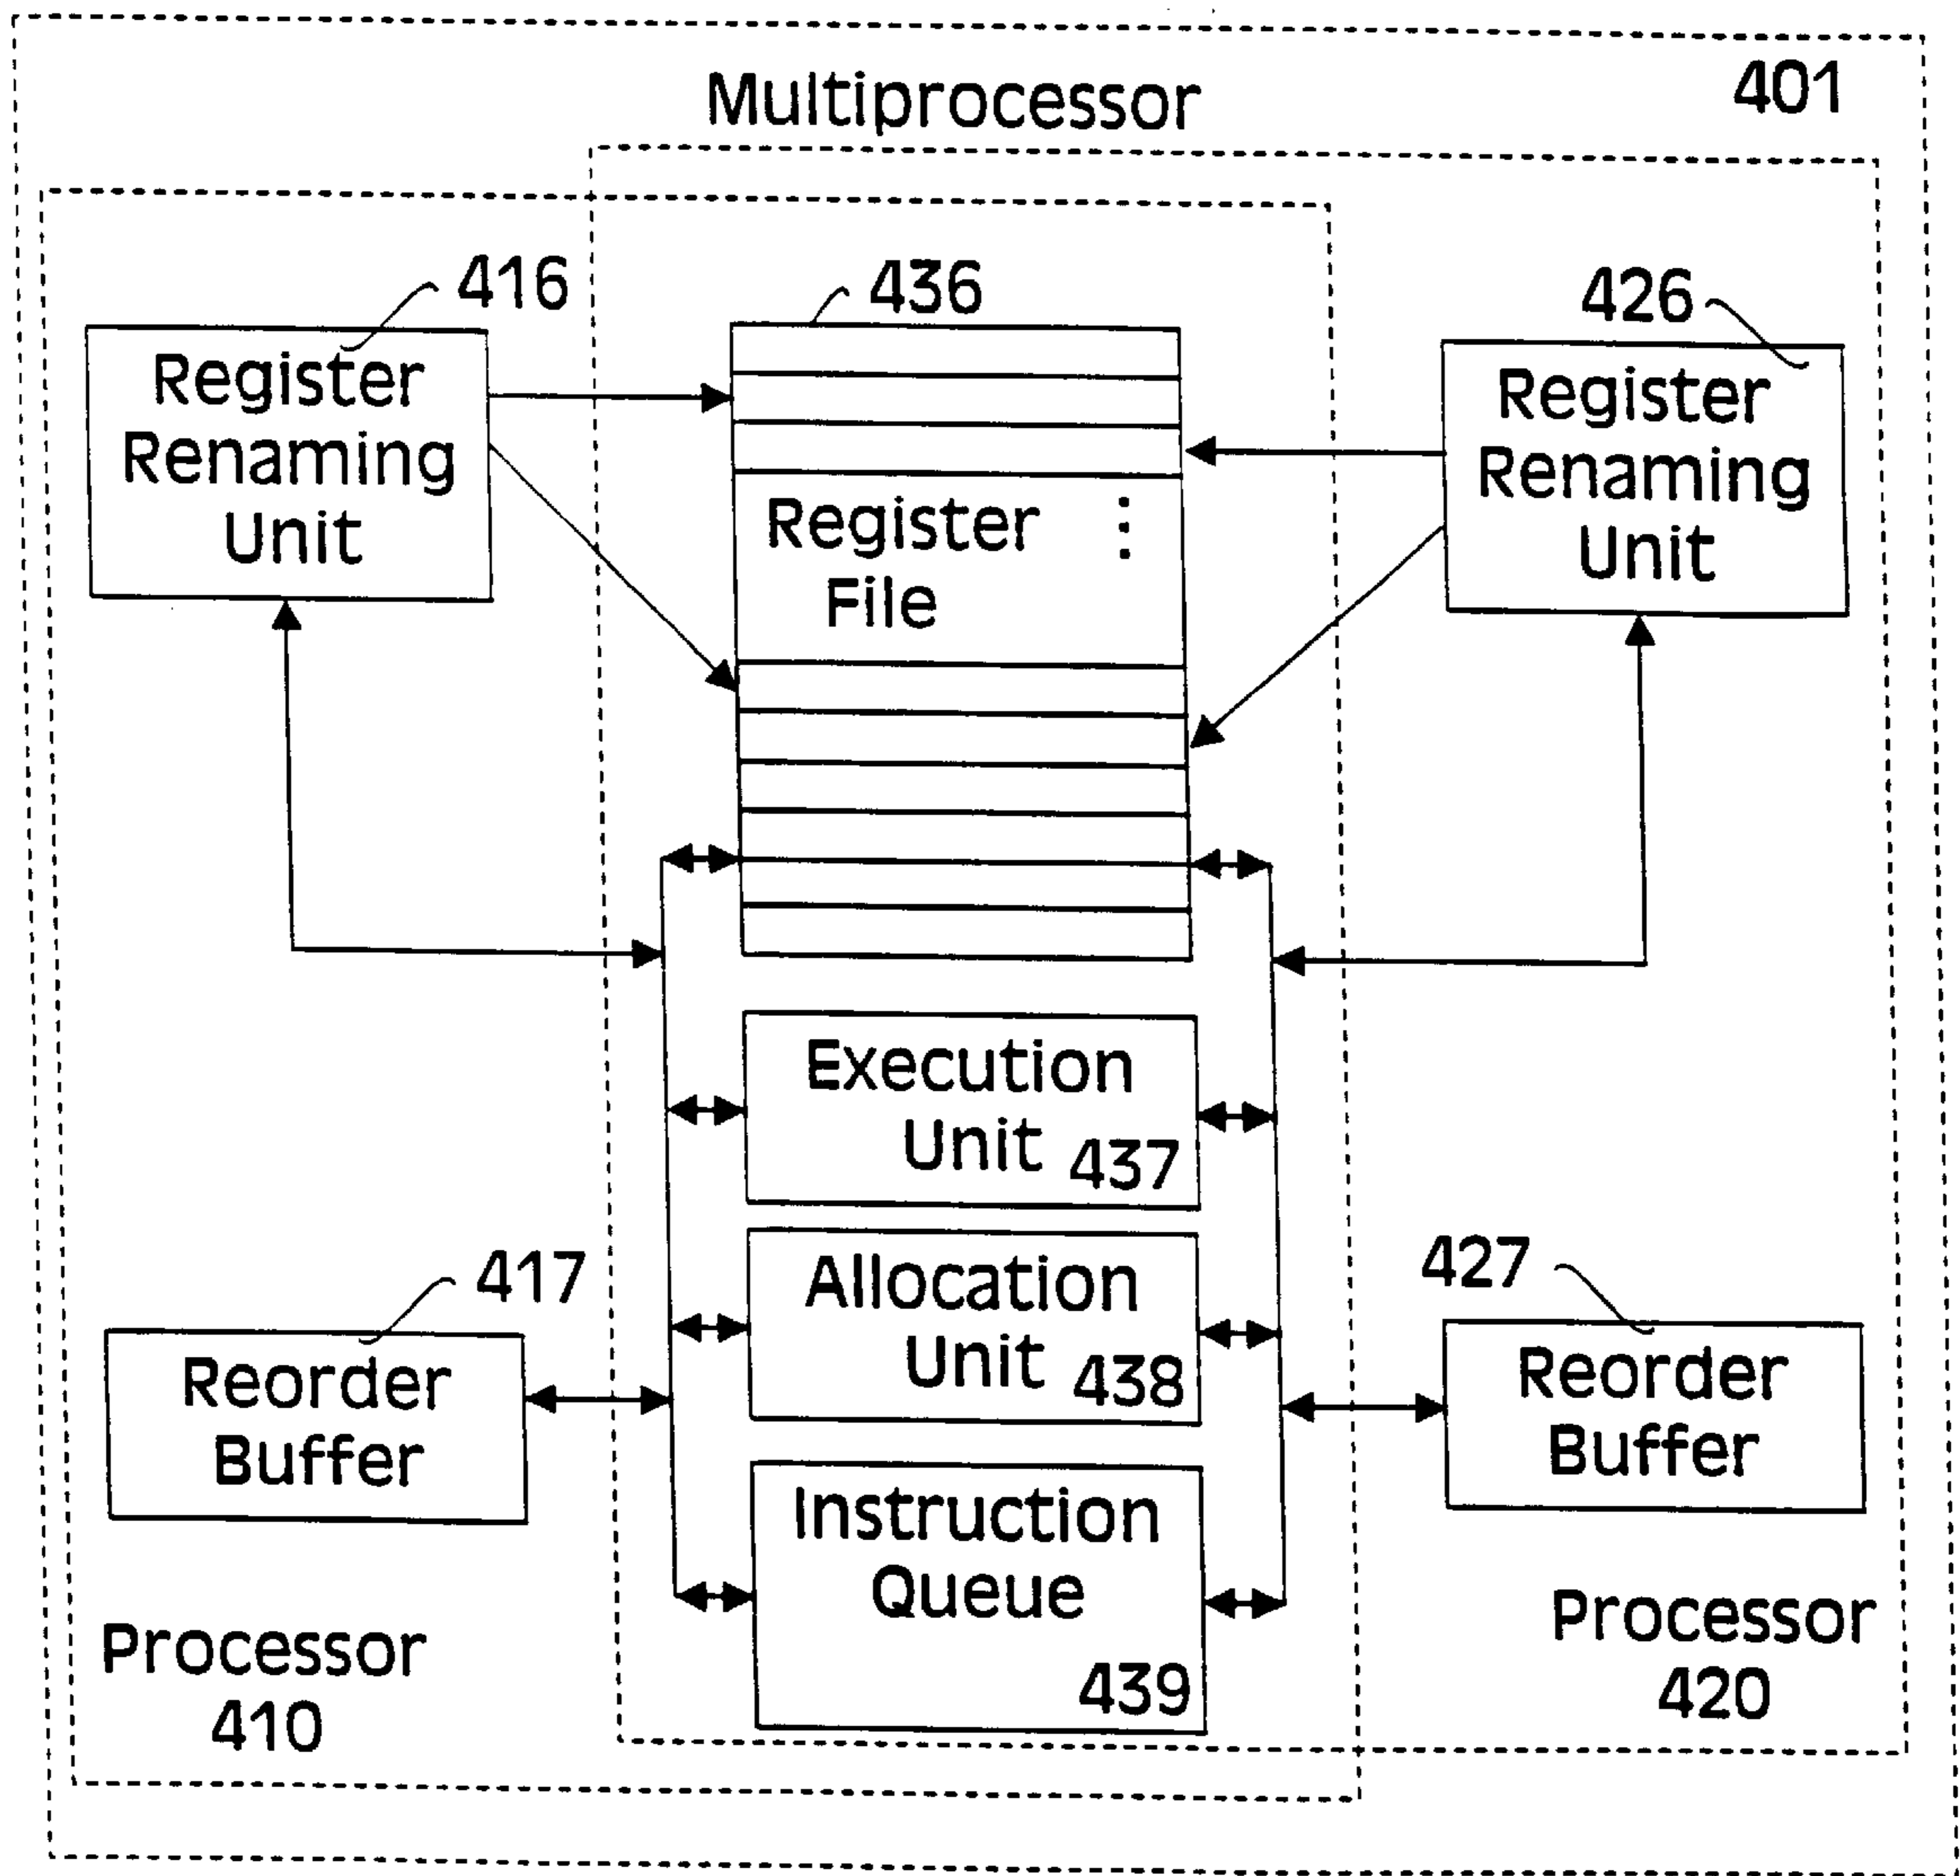 Multiprocessor
401
416
436
426
Register
Renaming
Unit
Register
File
Register
Renaming
Unit
Execution
Unit 437
417
Allocation
Unit 438
427
Reorder
Buffer
Reorder
Buffer
Instruction
Queue
439
Processor
410
Processor
420